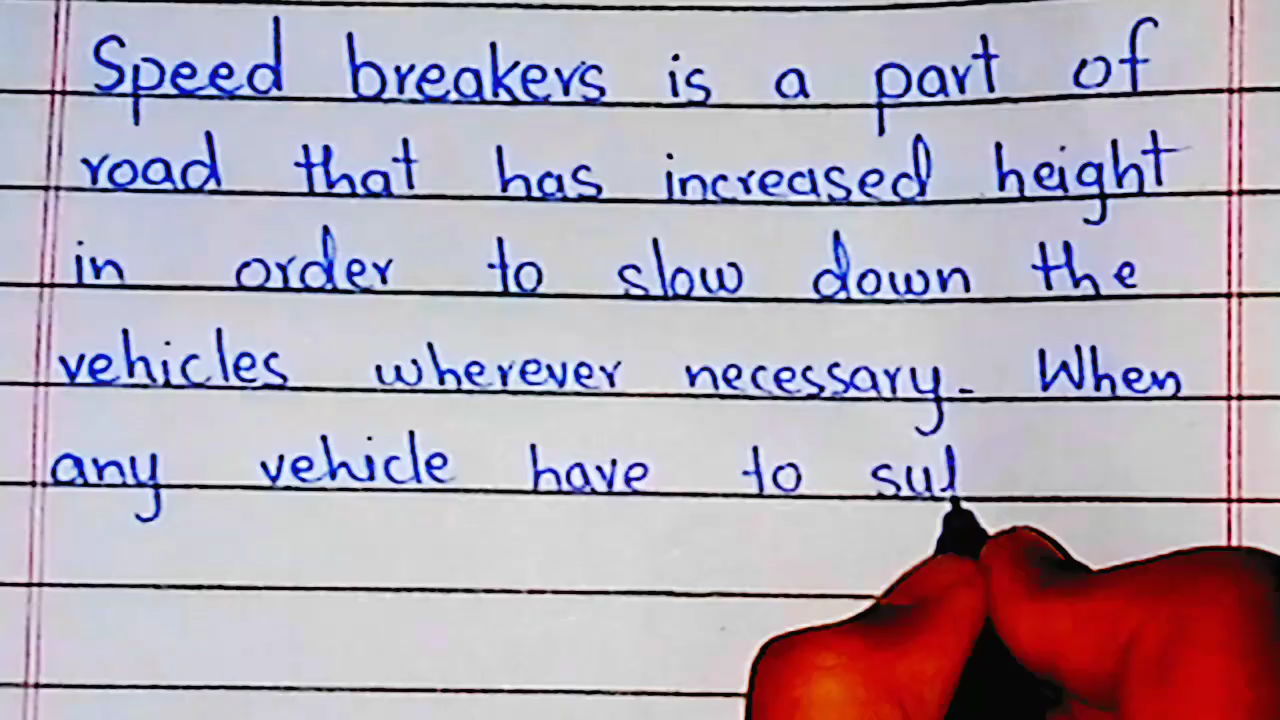 Speed breakers is a part of
road that has increased height
in order to slow down the
vehicles wherever necessary. When
any vehicle have to